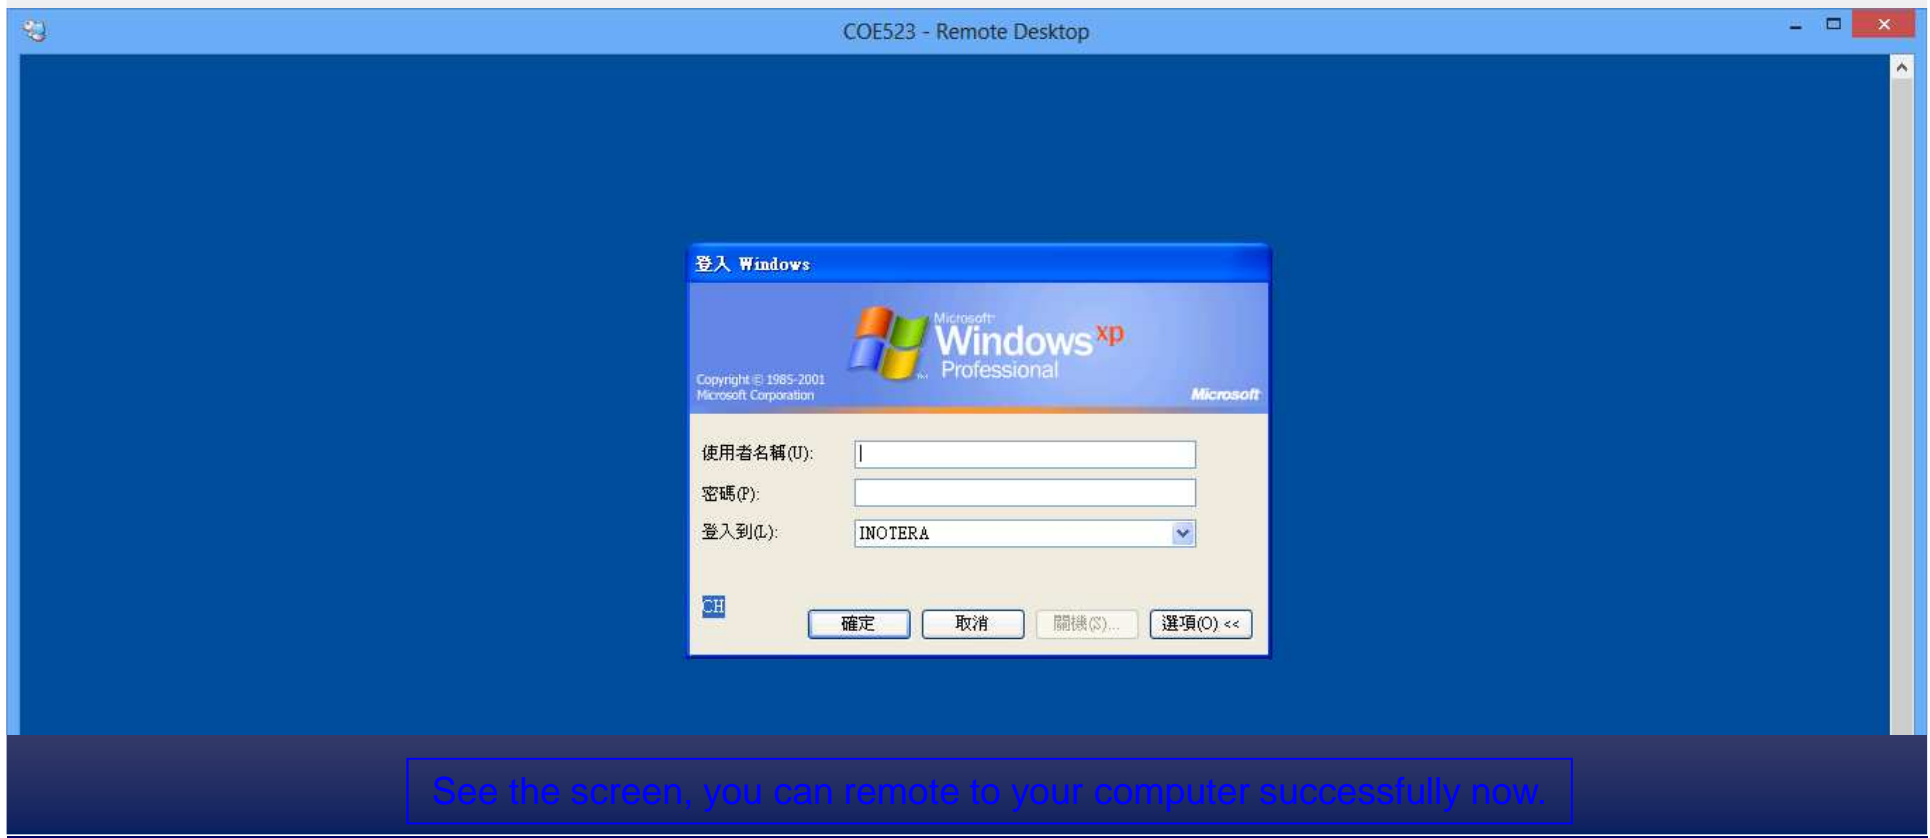 COE523 - Remote Desktop
登入 Windows
Microsoft
Windows xp
Professional
Copyright © 1985-2001
Microsoft Corporation
Microsoft
使用者名稱(U):
密碼(P):
登入到(L): INOTERA
CH
確定 取消 關機(S)... 選項(O) <<
See the screen, you can remote to your computer successfully now.